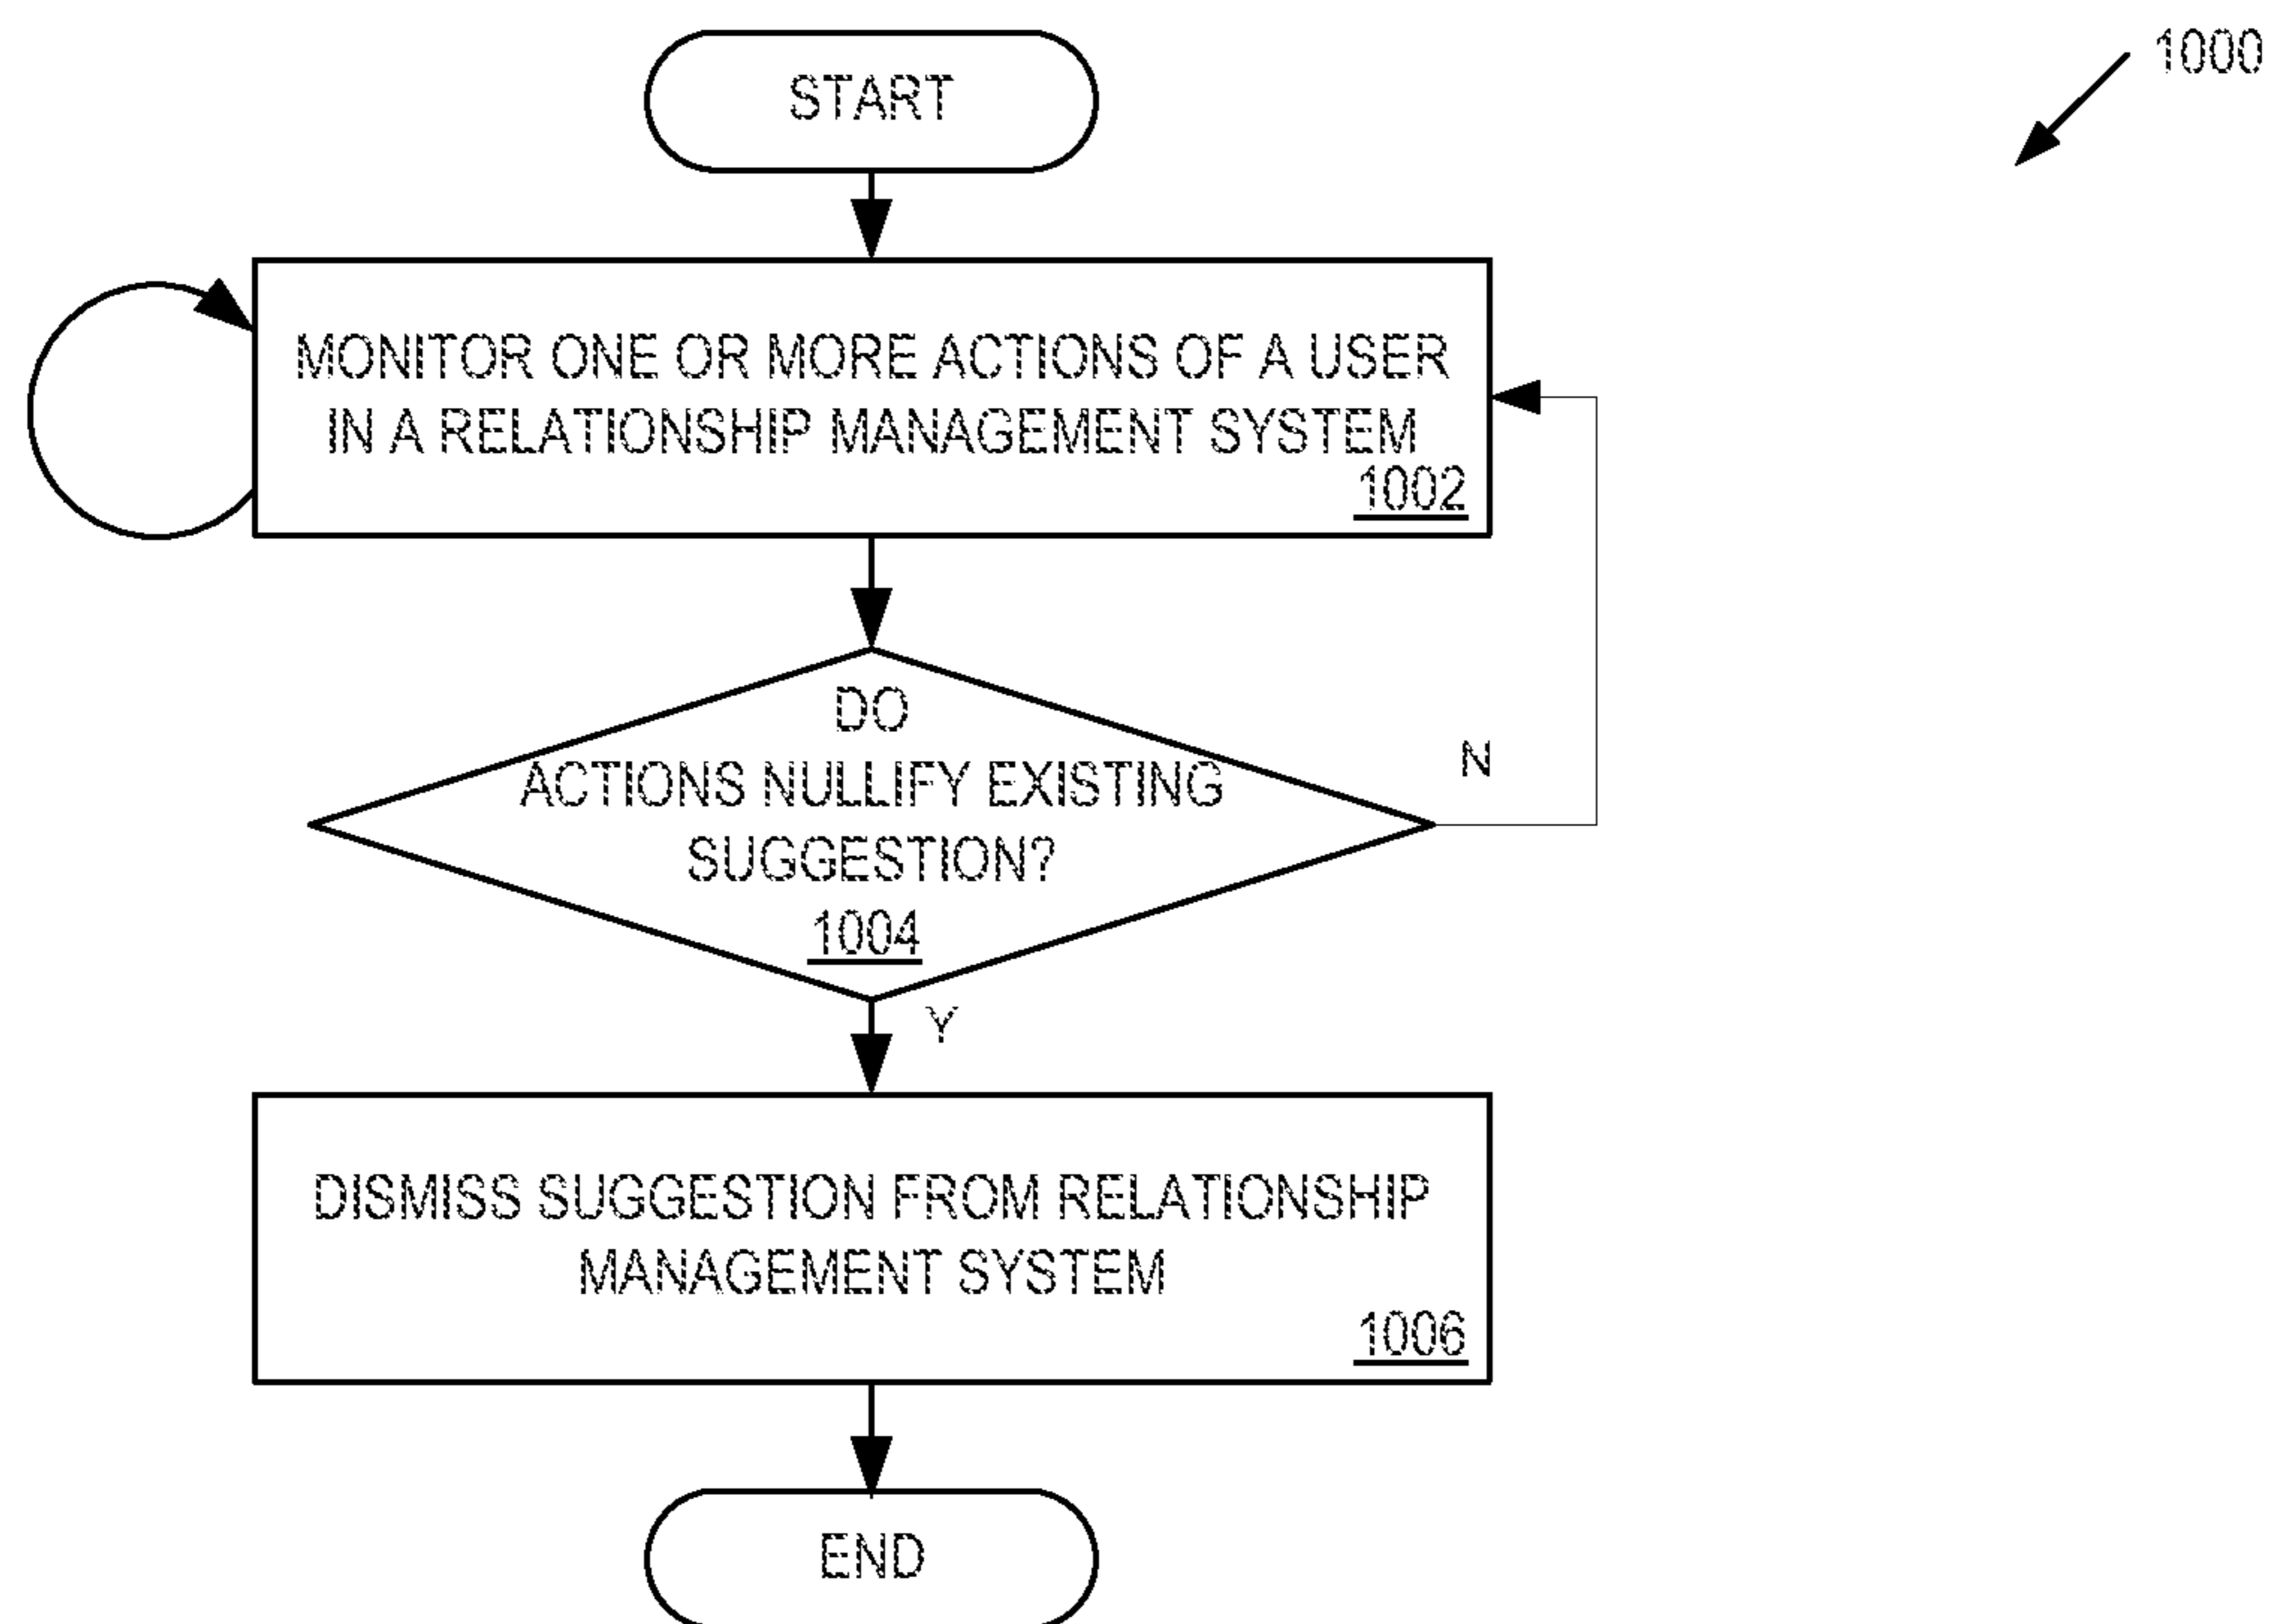 1000
START
MONITOR ONE OR MORE ACTIONS OF A USER
IN A RELATIONSHIP MANAGEMENT SYSTEM
1002
DO
ACTIONS NULLIFY EXISTING
SUGGESTION?
1004
N
Y
DISMISS SUGGESTION FROM RELATIONSHIP
MANAGEMENT SYSTEM
1006
END